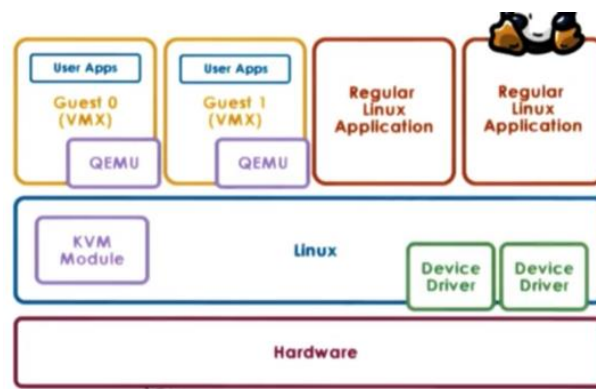 User Apps
Guest 0
(VMX)
QEMU
User Apps
Guest 1
(VMX)
QEMU
Regular
Linux
Application
Regular
Linux
Application
KVM
Module
Linux
Device
Driver
Device
Driver
Hardware